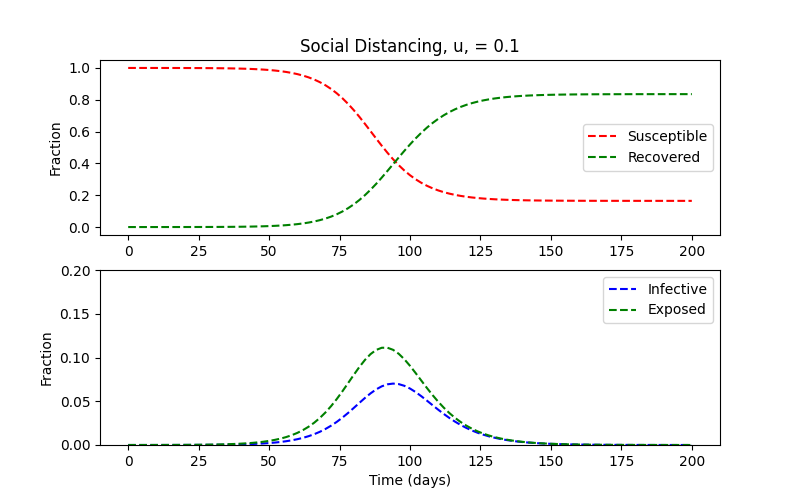 Social Distancing, u, = 0.1
Fraction
1.0
0.8
0.6
0.4
0.2
0.0
Susceptible
Recovered
0 25 50 75 100 125 150 175 200
Fraction
0.20
0.15
0.10
0.05
0.00
Infective
Exposed
0 25 50 75 100 125 150 175 200
Time (days)